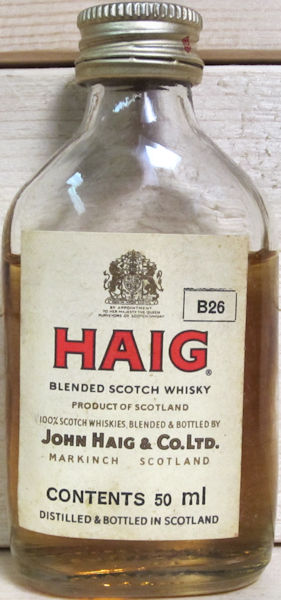 BY APPOINTMENT
TO HER MAJESTY THE QUEEN
PURVEYORS OF SCOTCH WHISKY
B26
HAIG®
BLENDED SCOTCH WHISKY
PRODUCT OF SCOTLAND
100% SCOTCH WHISKIES, BLENDED & BOTTLED BY
JOHN HAIG & CO. LTD.
MARKINCH SCOTLAND
CONTENTS 50 ml
DISTILLED & BOTTLED IN SCOTLAND